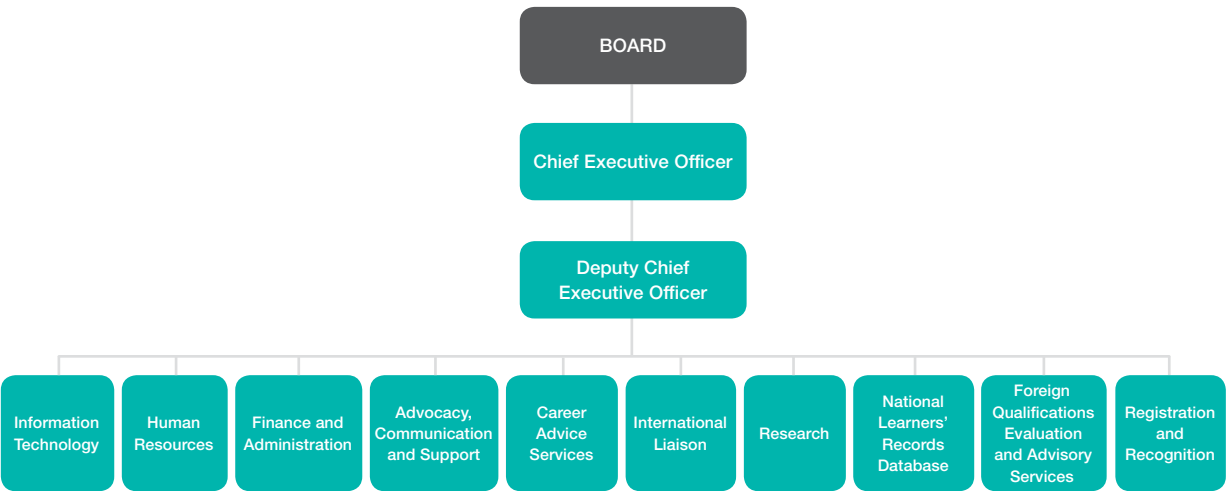 BOARD
Chief Executive Officer
Deputy Chief
Executive Officer
Information
Technology
Human
Resources
Finance and
Administration
Advocacy,
Communication
and Support
Career
Advice
Services
International
Liaison
Research
National
Learners’
Records
Database
Foreign
Qualifications
Evaluation
and Advisory
Services
Registration
and
Recognition